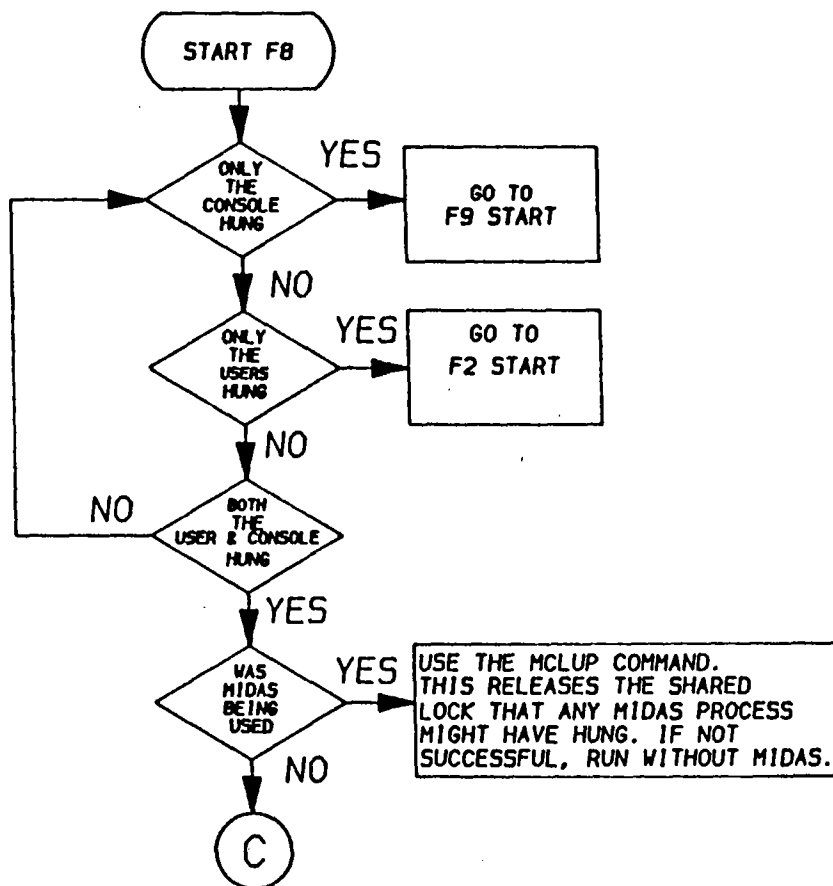 START F8
ONLY
THE
CONSOLE
HUNG
YES
GO TO
F9 START
NO
ONLY
THE
USERS
HUNG
YES
GO TO
F2 START
NO
BOTH
THE
USER & CONSOLE
HUNG
NO
YES
WAS
MIDAS
BEING
USED
YES
USE THE MCLUP COMMAND.
THIS RELEASES THE SHARED
LOCK THAT ANY MIDAS PROCESS
MIGHT HAVE HUNG. IF NOT
SUCCESSFUL, RUN WITHOUT MIDAS.
NO
C